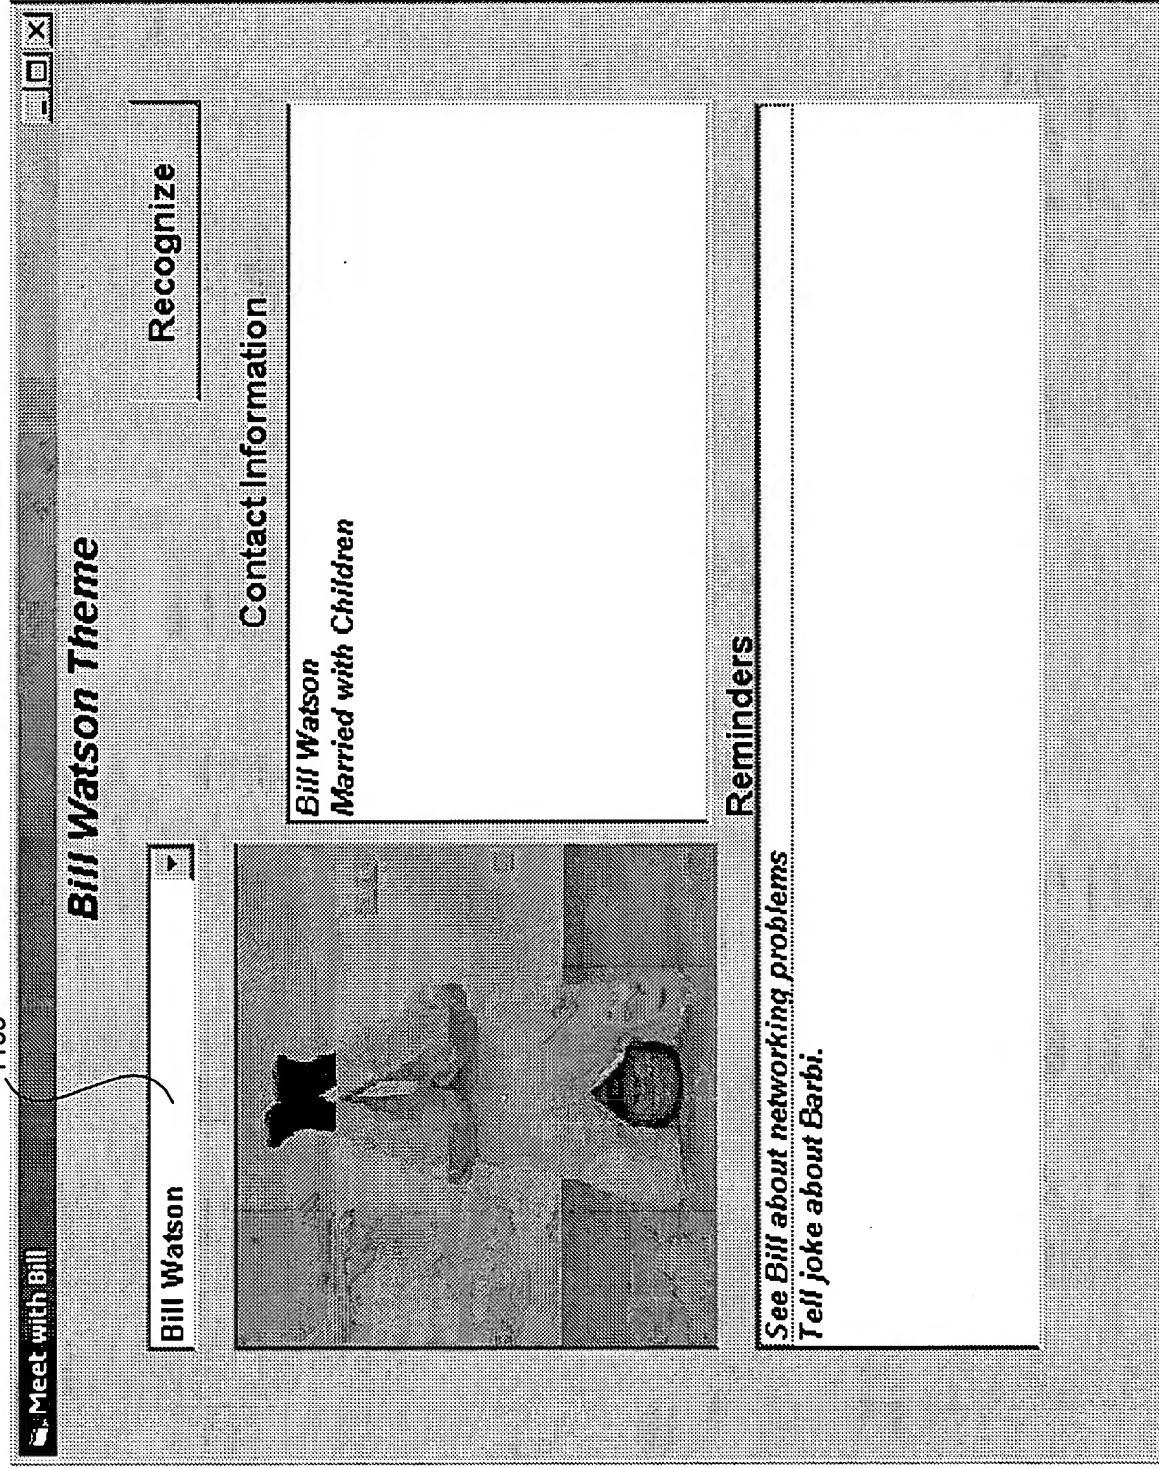 Meet with Bill
Bill Watson Theme
Bill Watson
Recognize
Contact Information
Bill Watson
Married with Children
Reminders
See Bill about networking problems
Tell joke about Barbi.